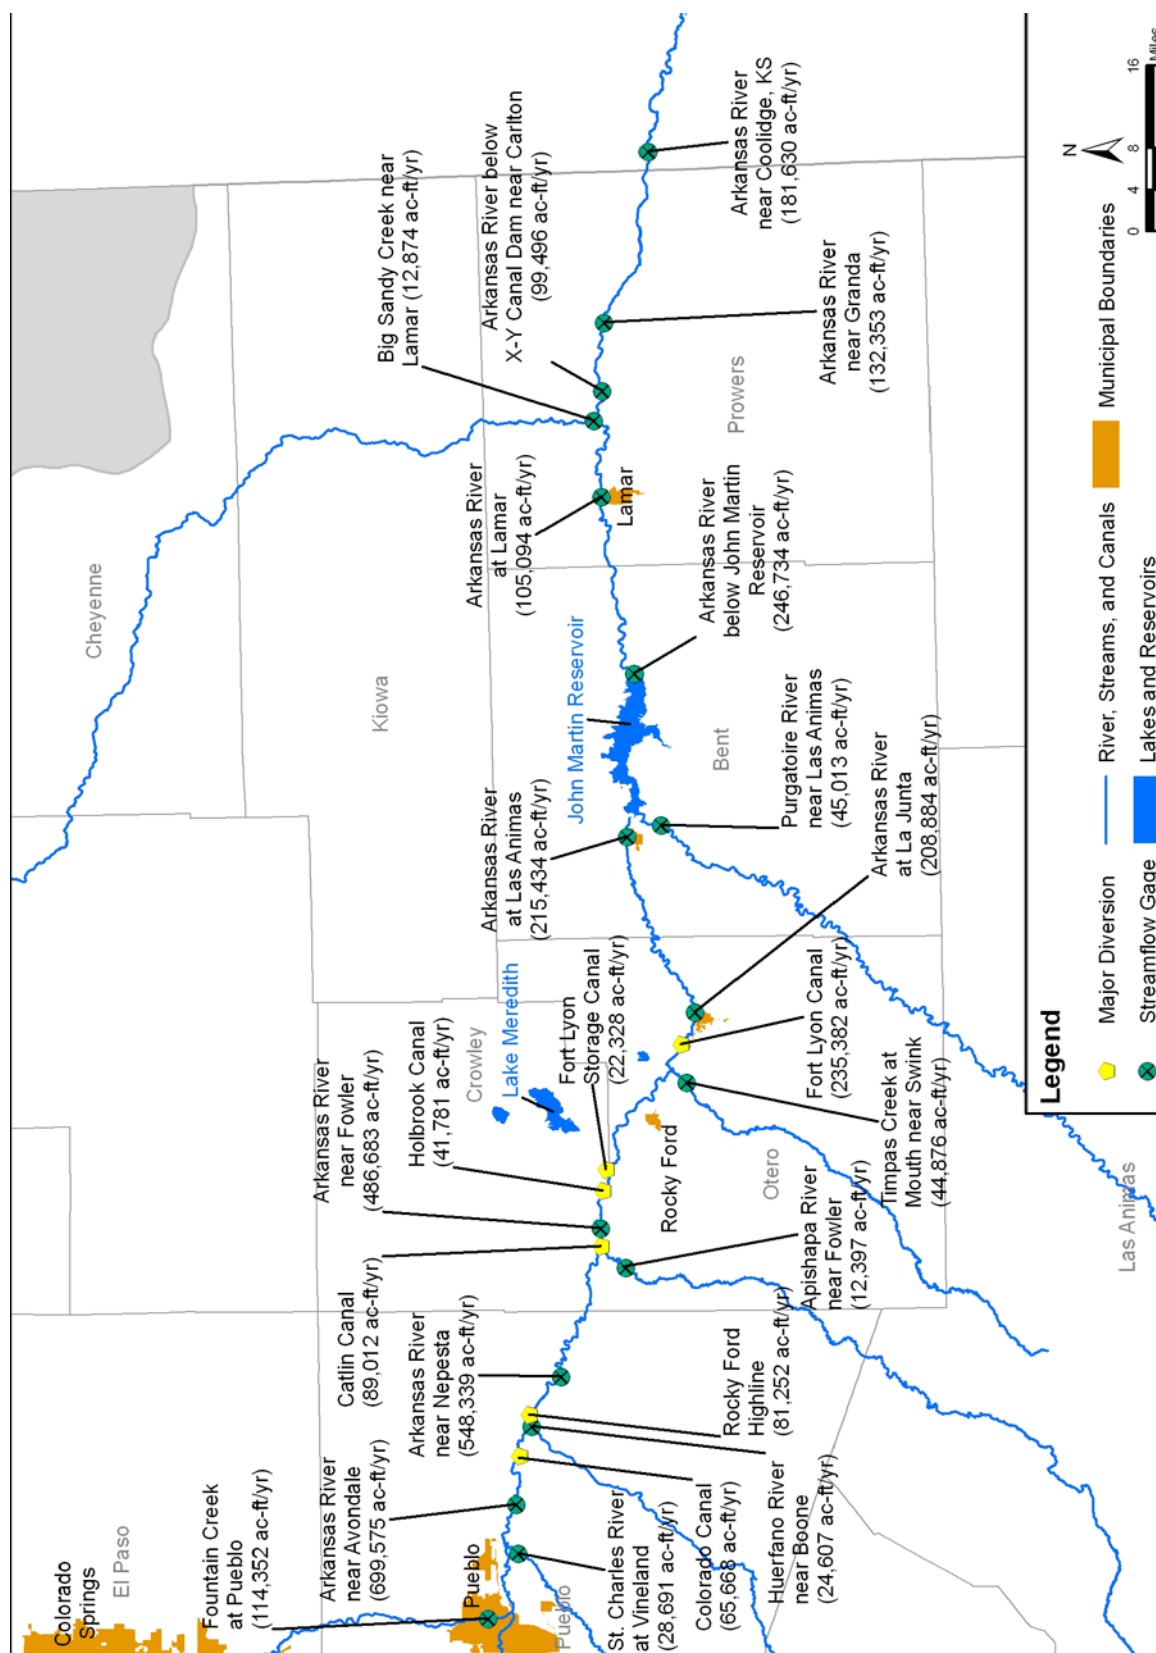 Colorado
Springs
El Paso
Fountain Creek
at Pueblo
(114,352 ac-ft/yr)
Arkansas River
near Avondale
(699,575 ac-ft/yr)
Catlin Canal
(89,012 ac-ft/yr)
Arkansas River
near Nepesta
(548,339 ac-ft/yr)
Arkansas River
near Fowler
(486,683 ac-ft/yr)
Holbrook Canal
(41,781 ac-ft/yr)
Crowley
Lake Meredith
Fort Lyon
Storage Canal
(22,328 ac-ft/yr)
Arkansas River
at Las Animas
(215,434 ac-ft/yr)
John Martin Reservoir
Cheyenne
Kiowa
Arkansas River
at Lamar
(105,094 ac-ft/yr)
Big Sandy Creek near
Lamar (12,874 ac-ft/yr)
Arkansas River below
X-Y Canal Dam near Carlton
(99,496 ac-ft/yr)
Pueblo
Pueblo
St. Charles River
at Vineland
(28,691 ac-ft/yr)
Colorado Canal
(65,668 ac-ft/yr)
Huerfano River
near Boone
(24,607 ac-ft/yr)
Rocky Ford
Highline
(81,252 ac-ft/yr)
Apishapa River
near Fowler
(12,397 ac-ft/yr)
Rocky Ford
Otero
Timpas Creek at
Mouth near Swink
(44,876 ac-ft/yr)
Fort Lyon Canal
(235,382 ac-ft/yr)
Arkansas River
at La Junta
(208,884 ac-ft/yr)
Purgatoire River
near Las Animas
(45,013 ac-ft/yr)
Bent
Arkansas River
below John Martin
Reservoir
(246,734 ac-ft/yr)
Lamar
Prowers
Arkansas River
near Granda
(132,353 ac-ft/yr)
Arkansas River
near Coolidge, KS
(181,630 ac-ft/yr)
Las Animas
Legend
Major Diversion
River, Streams, and Canals
Municipal Boundaries
Streamflow Gage
Lakes and Reservoirs
N
0 4 8 16
Miles